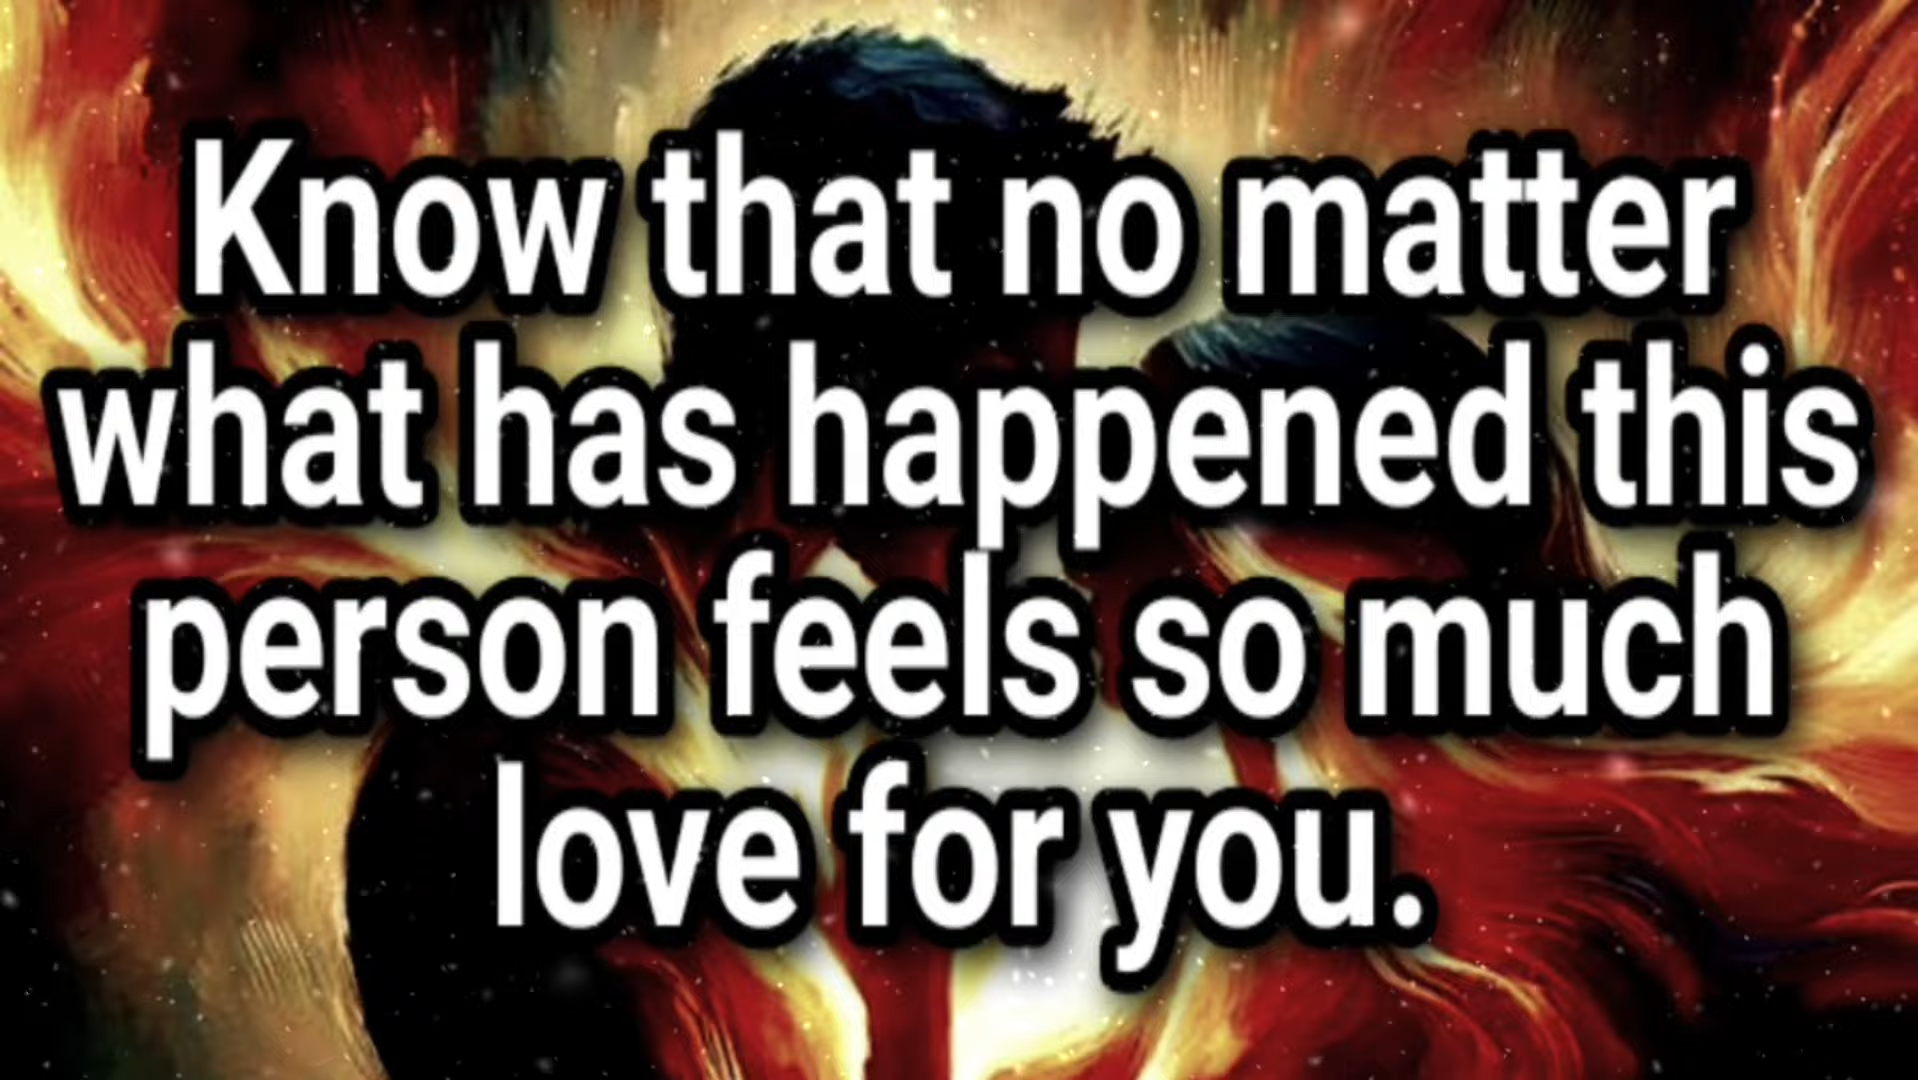 Know that no matter
what has happened this
person feels so much
love for you.